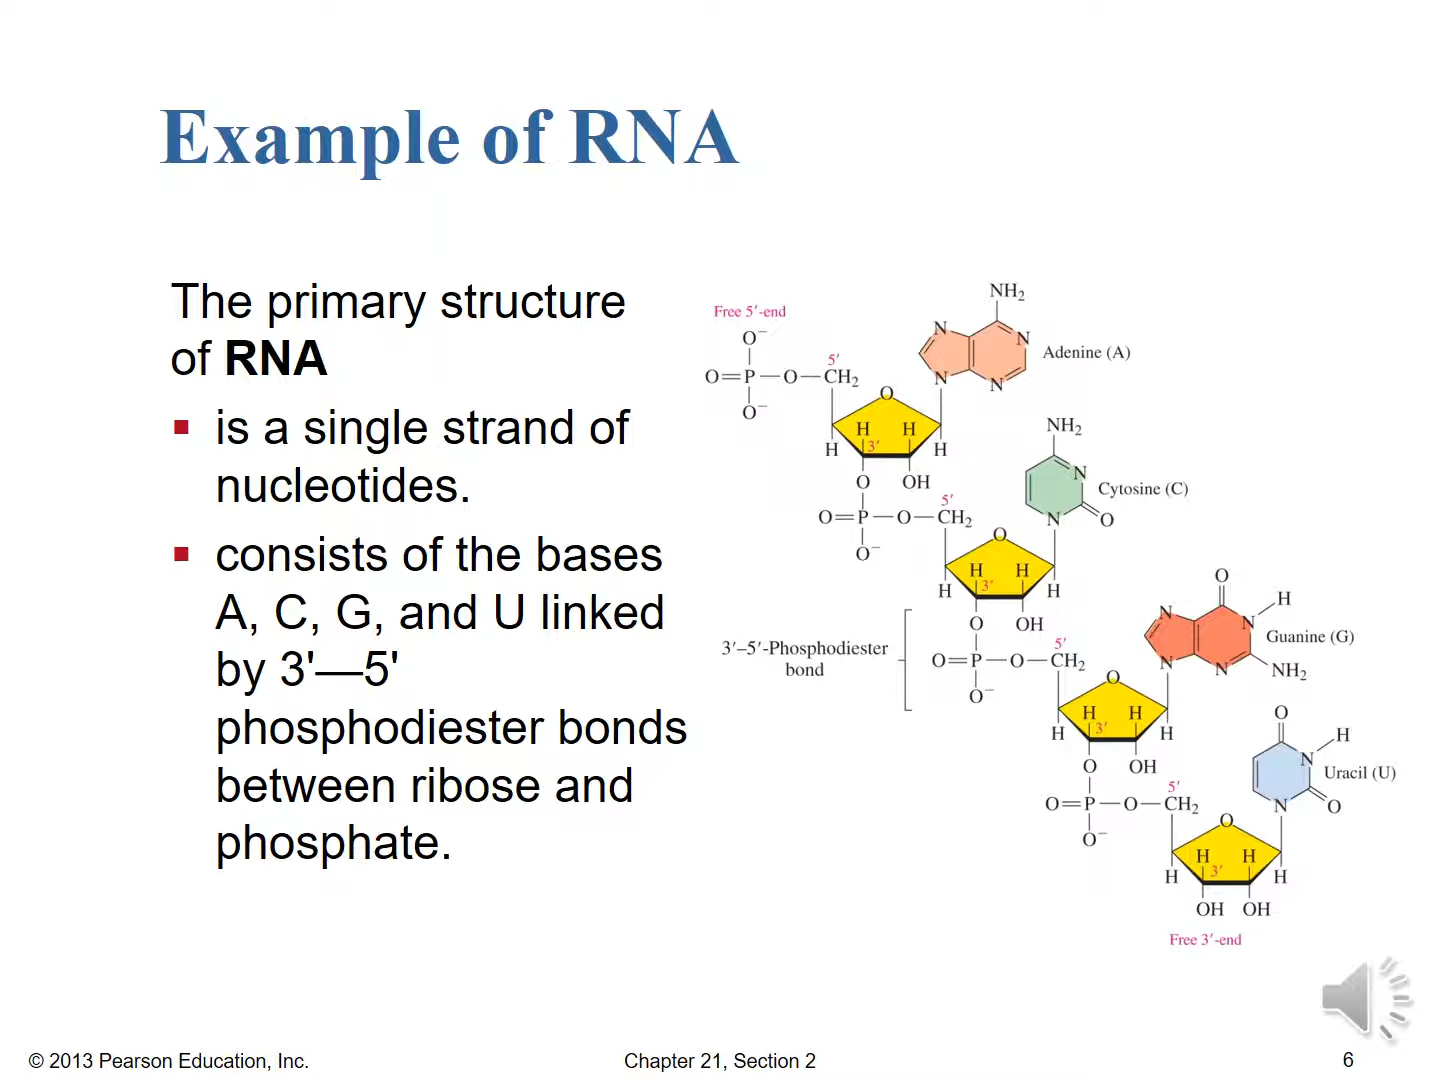 Example of RNA
The primary structure
of RNA
is a single strand of
nucleotides.
consists of the bases
A, C, G, and U linked
by 3'—5'
phosphodiester bonds
between ribose and
phosphate.
Free 5′-end
NH₂
O⁻
N
N
Adenine (A)
5′
O=P—O—CH₂
N
N
O⁻
O
H
H
3′
H
H
NH₂
O
OH
N
Cytosine (C)
5′
O=P—O—CH₂
N
O
O⁻
O
H
H
3′
H
H
O
H
O
OH
N
N
Guanine (G)
3′–5′-Phosphodiester
bond
5′
O=P—O—CH₂
N
N
NH₂
O⁻
O
H
H
3′
H
H
O
H
O
OH
N
Uracil (U)
5′
O=P—O—CH₂
N
O
O⁻
O
H
H
3′
H
H
OH
OH
Free 3′-end
© 2013 Pearson Education, Inc.
Chapter 21, Section 2
6